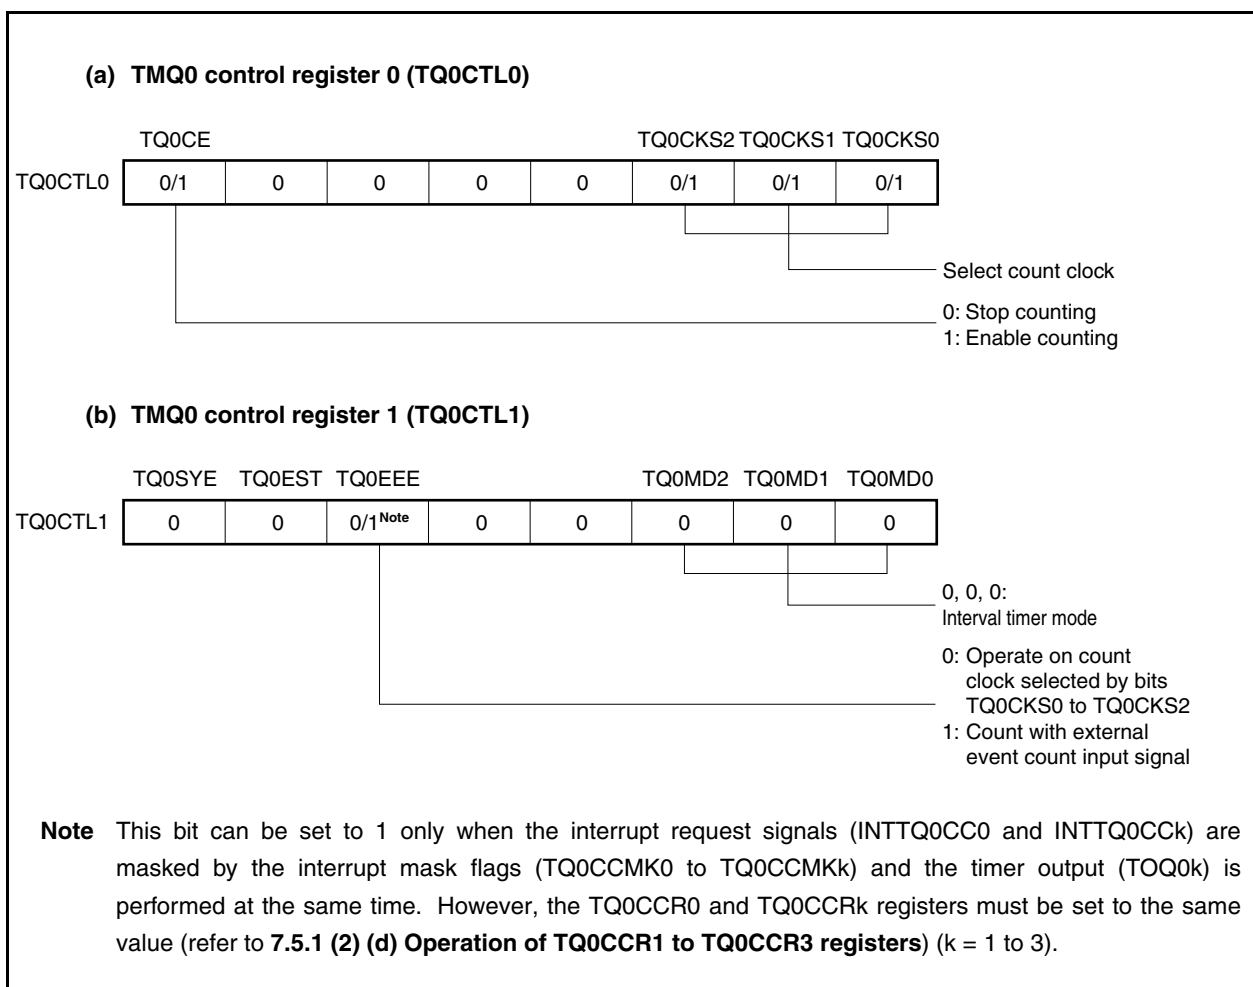 (a) TMQ0 control register 0 (TQ0CTL0)
TQ0CE TQ0CKS2 TQ0CKS1 TQ0CKS0
TQ0CTL0 0/1 0 0 0 0 0/1 0/1 0/1
Select count clock
0: Stop counting
1: Enable counting
(b) TMQ0 control register 1 (TQ0CTL1)
TQ0SYE TQ0EST TQ0EEE TQ0MD2 TQ0MD1 TQ0MD0
TQ0CTL1 0 0 0/1Note 0 0 0 0 0
0, 0, 0:
Interval timer mode
0: Operate on count
clock selected by bits
TQ0CKS0 to TQ0CKS2
1: Count with external
event count input signal
Note This bit can be set to 1 only when the interrupt request signals (INTTQ0CC0 and INTTQ0CCk) are
masked by the interrupt mask flags (TQ0CCMK0 to TQ0CCMKk) and the timer output (TOQ0k) is
performed at the same time. However, the TQ0CCR0 and TQ0CCRk registers must be set to the same
value (refer to 7.5.1 (2) (d) Operation of TQ0CCR1 to TQ0CCR3 registers) (k = 1 to 3).